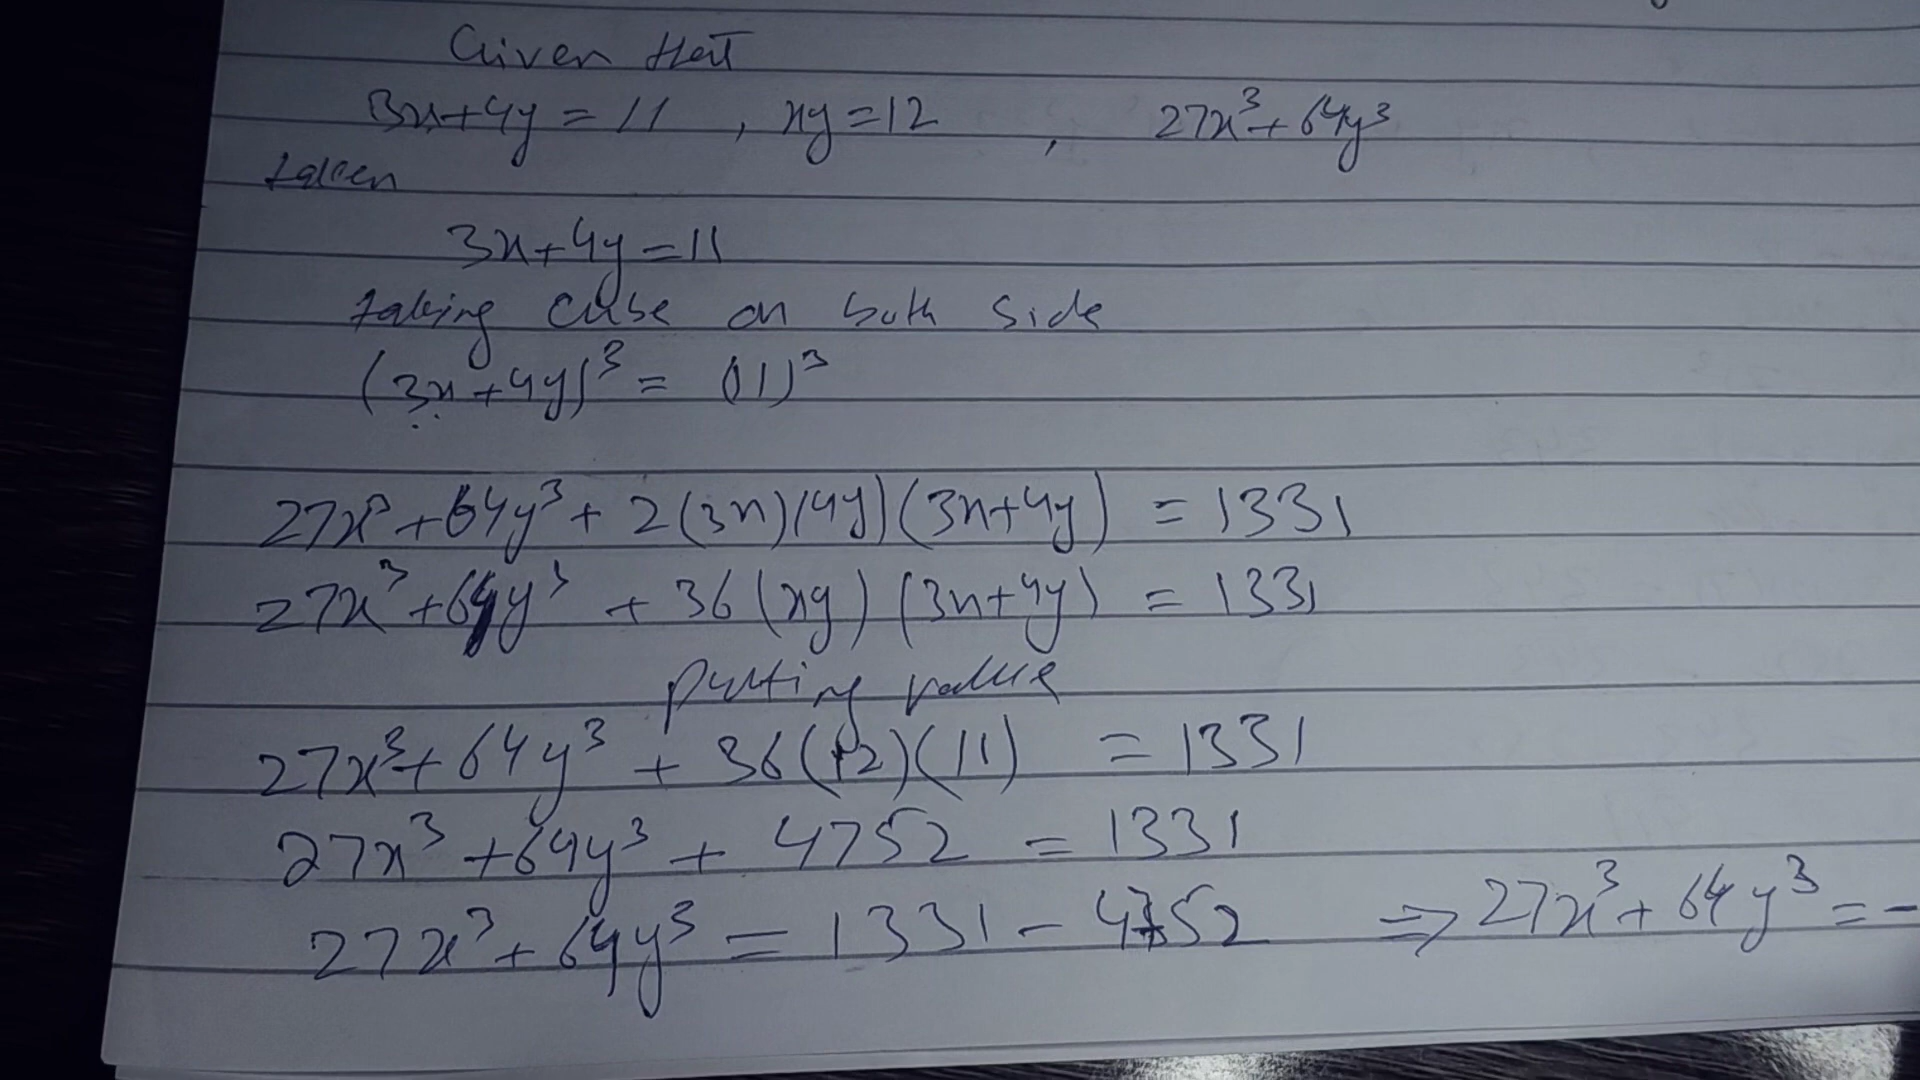 Given that
3x+4y = 11 , xy = 12 , 27x³+64y³
taken
3x+4y = 11
taking cube on both side
(3x+4y)³ = (11)³
27x³+64y³+ 2(3x)(4y)(3x+4y) = 1331
27x³+64y³ + 36(xy) (3x+4y) = 1331
putting value
27x³+64y³ + 36(12)(11) = 1331
27x³+64y³ + 4752 = 1331
27x³+64y³ = 1331 - 4752 ⇒ 27x³+64y³ = -